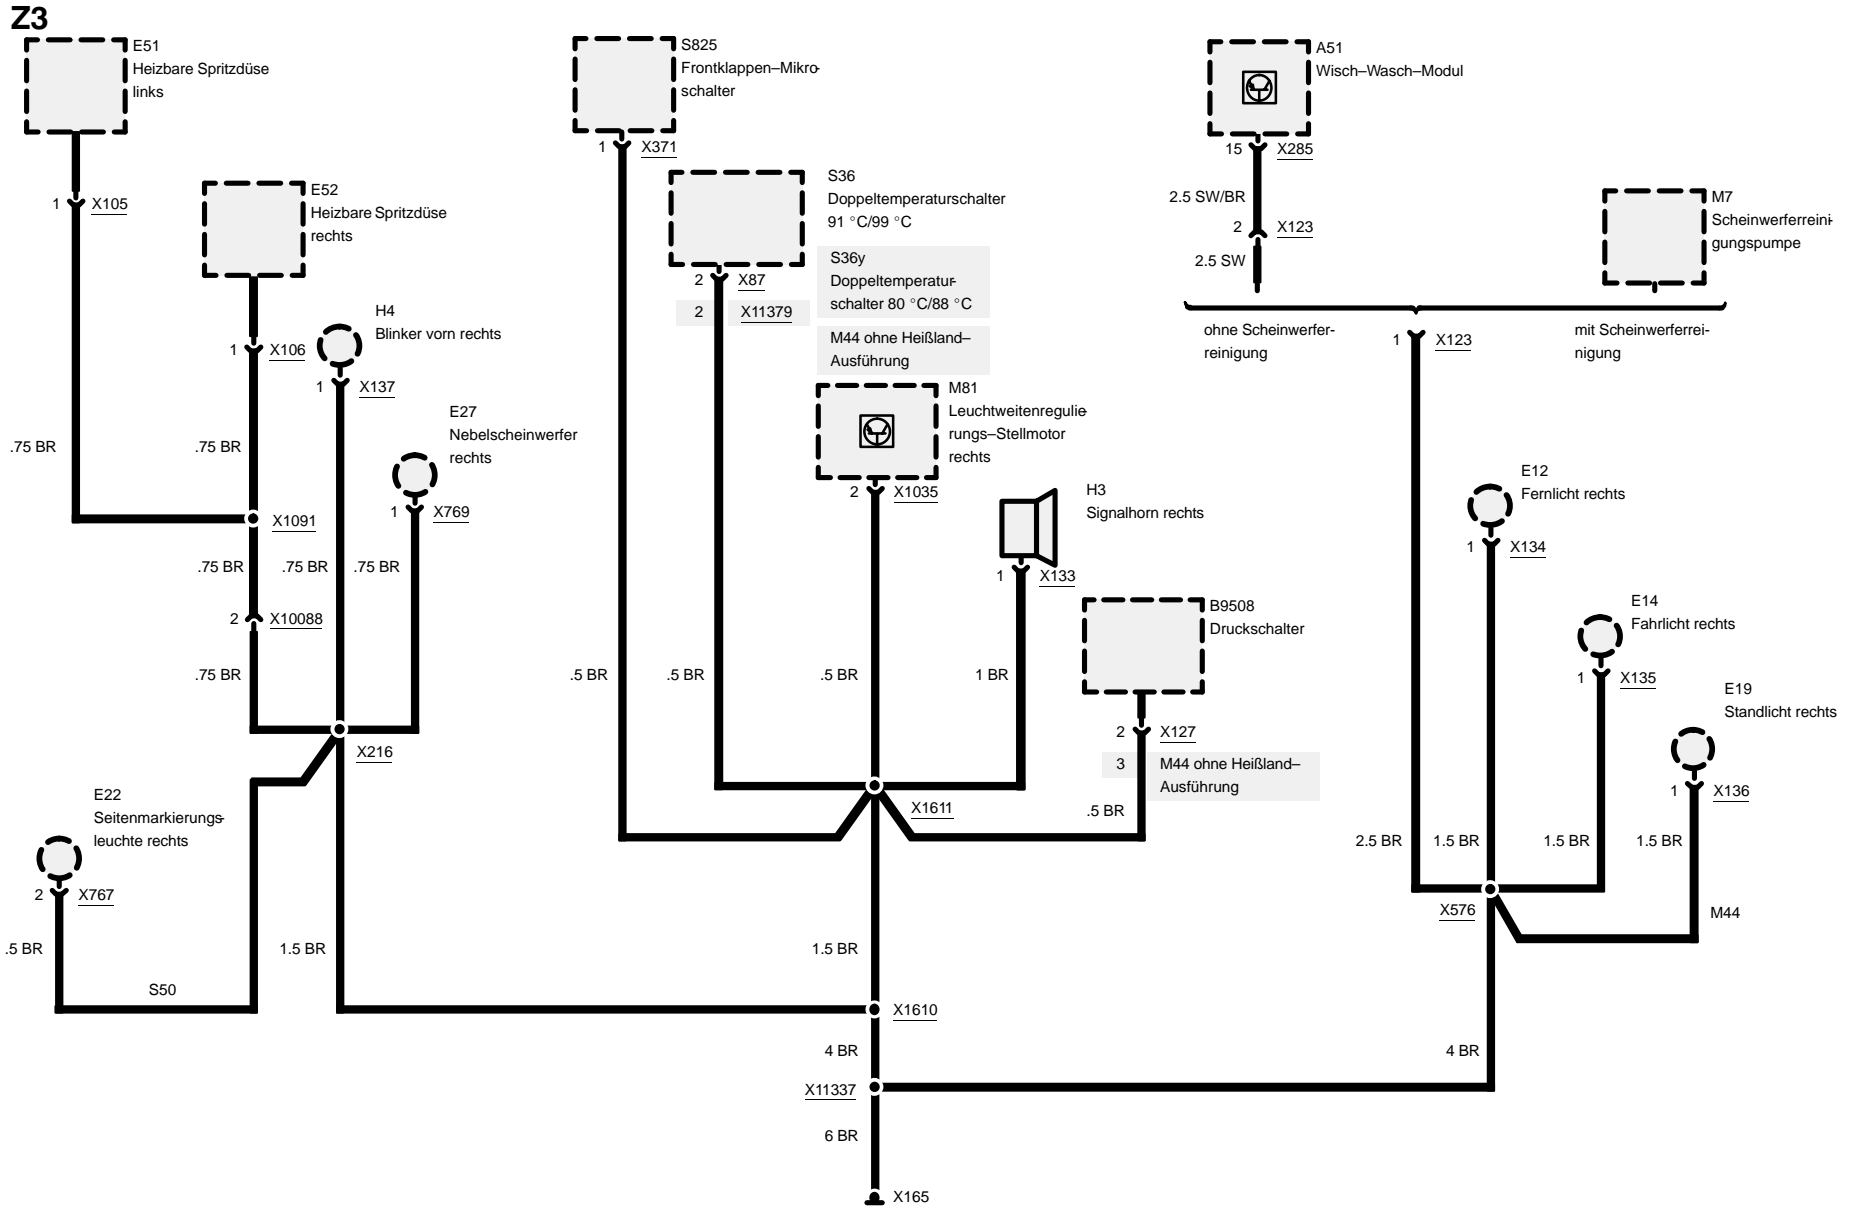 Z3
E51
Heizbare Spritzdüse
links
1 X105
E52
Heizbare Spritzdüse
rechts
1 X106
H4
Blinker vorn rechts
1 X137
E27
Nebelscheinwerfer
rechts
1 X769
.75 BR
.75 BR
X1091
.75 BR
.75 BR
.75 BR
2 X10088
.75 BR
X216
E22
Seitenmarkierungs-
leuchte rechts
2 X767
.5 BR
S50
1.5 BR
S825
Frontklappen–Mikro-
schalter
1 X371
S36
Doppeltemperaturschalter
91 °C/99 °C
2 X87
2 X11379
S36y
Doppeltemperatur-
schalter 80 °C/88 °C
M44 ohne Heißland–
Ausführung
M81
Leuchtweitenregulie-
rungs–Stellmotor
rechts
2 X1035
H3
Signalhorn rechts
1 X133
B9508
Druckschalter
2 X127
3 M44 ohne Heißland–
Ausführung
.5 BR
.5 BR
.5 BR
1 BR
.5 BR
X1611
1.5 BR
X1610
4 BR
X11337
6 BR
X165
A51
Wisch–Wasch–Modul
15 X285
2.5 SW/BR
2 X123
2.5 SW
M7
Scheinwerferreini-
gungspumpe
ohne Scheinwerfer-
reinigung
mit Scheinwerferrei-
nigung
1 X123
E12
Fernlicht rechts
1 X134
E14
Fahrlicht rechts
1 X135
E19
Standlicht rechts
1 X136
2.5 BR
1.5 BR
1.5 BR
1.5 BR
X576
M44
4 BR